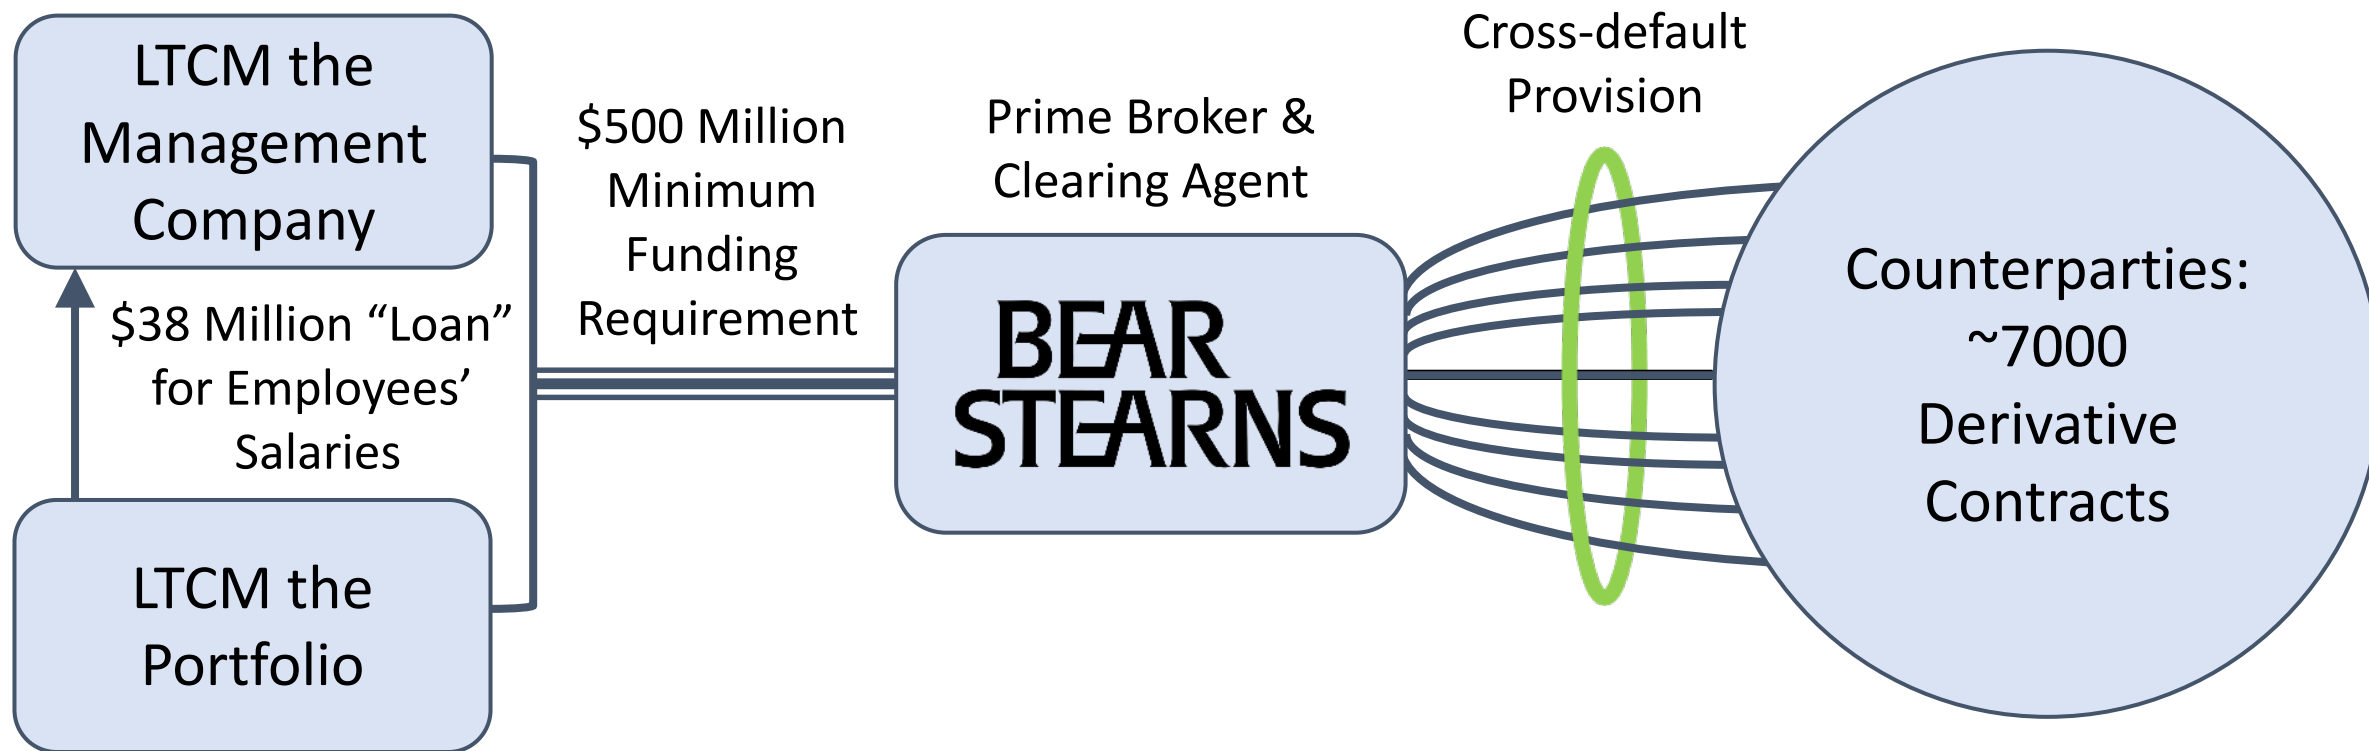 LTCM the
Management
Company
$38 Million “Loan”
for Employees’
Salaries
LTCM the
Portfolio
$500 Million
Minimum
Funding
Requirement
Prime Broker &
Clearing Agent
BEAR
STEARNS
Cross-default
Provision
Counterparties:
~7000
Derivative
Contracts